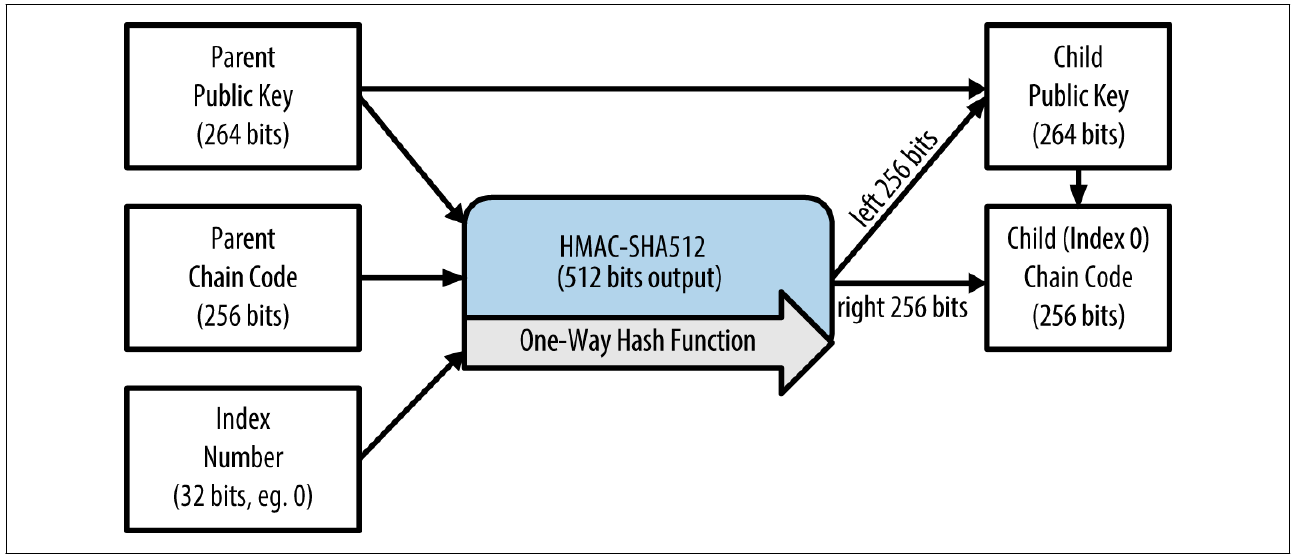 Parent
Public Key
(264 bits)
Parent
Chain Code
(256 bits)
Index
Number
(32 bits, eg. 0)
HMAC-SHA512
(512 bits output)
One-Way Hash Function
left 256 bits
right 256 bits
Child
Public Key
(264 bits)
Child (Index 0)
Chain Code
(256 bits)